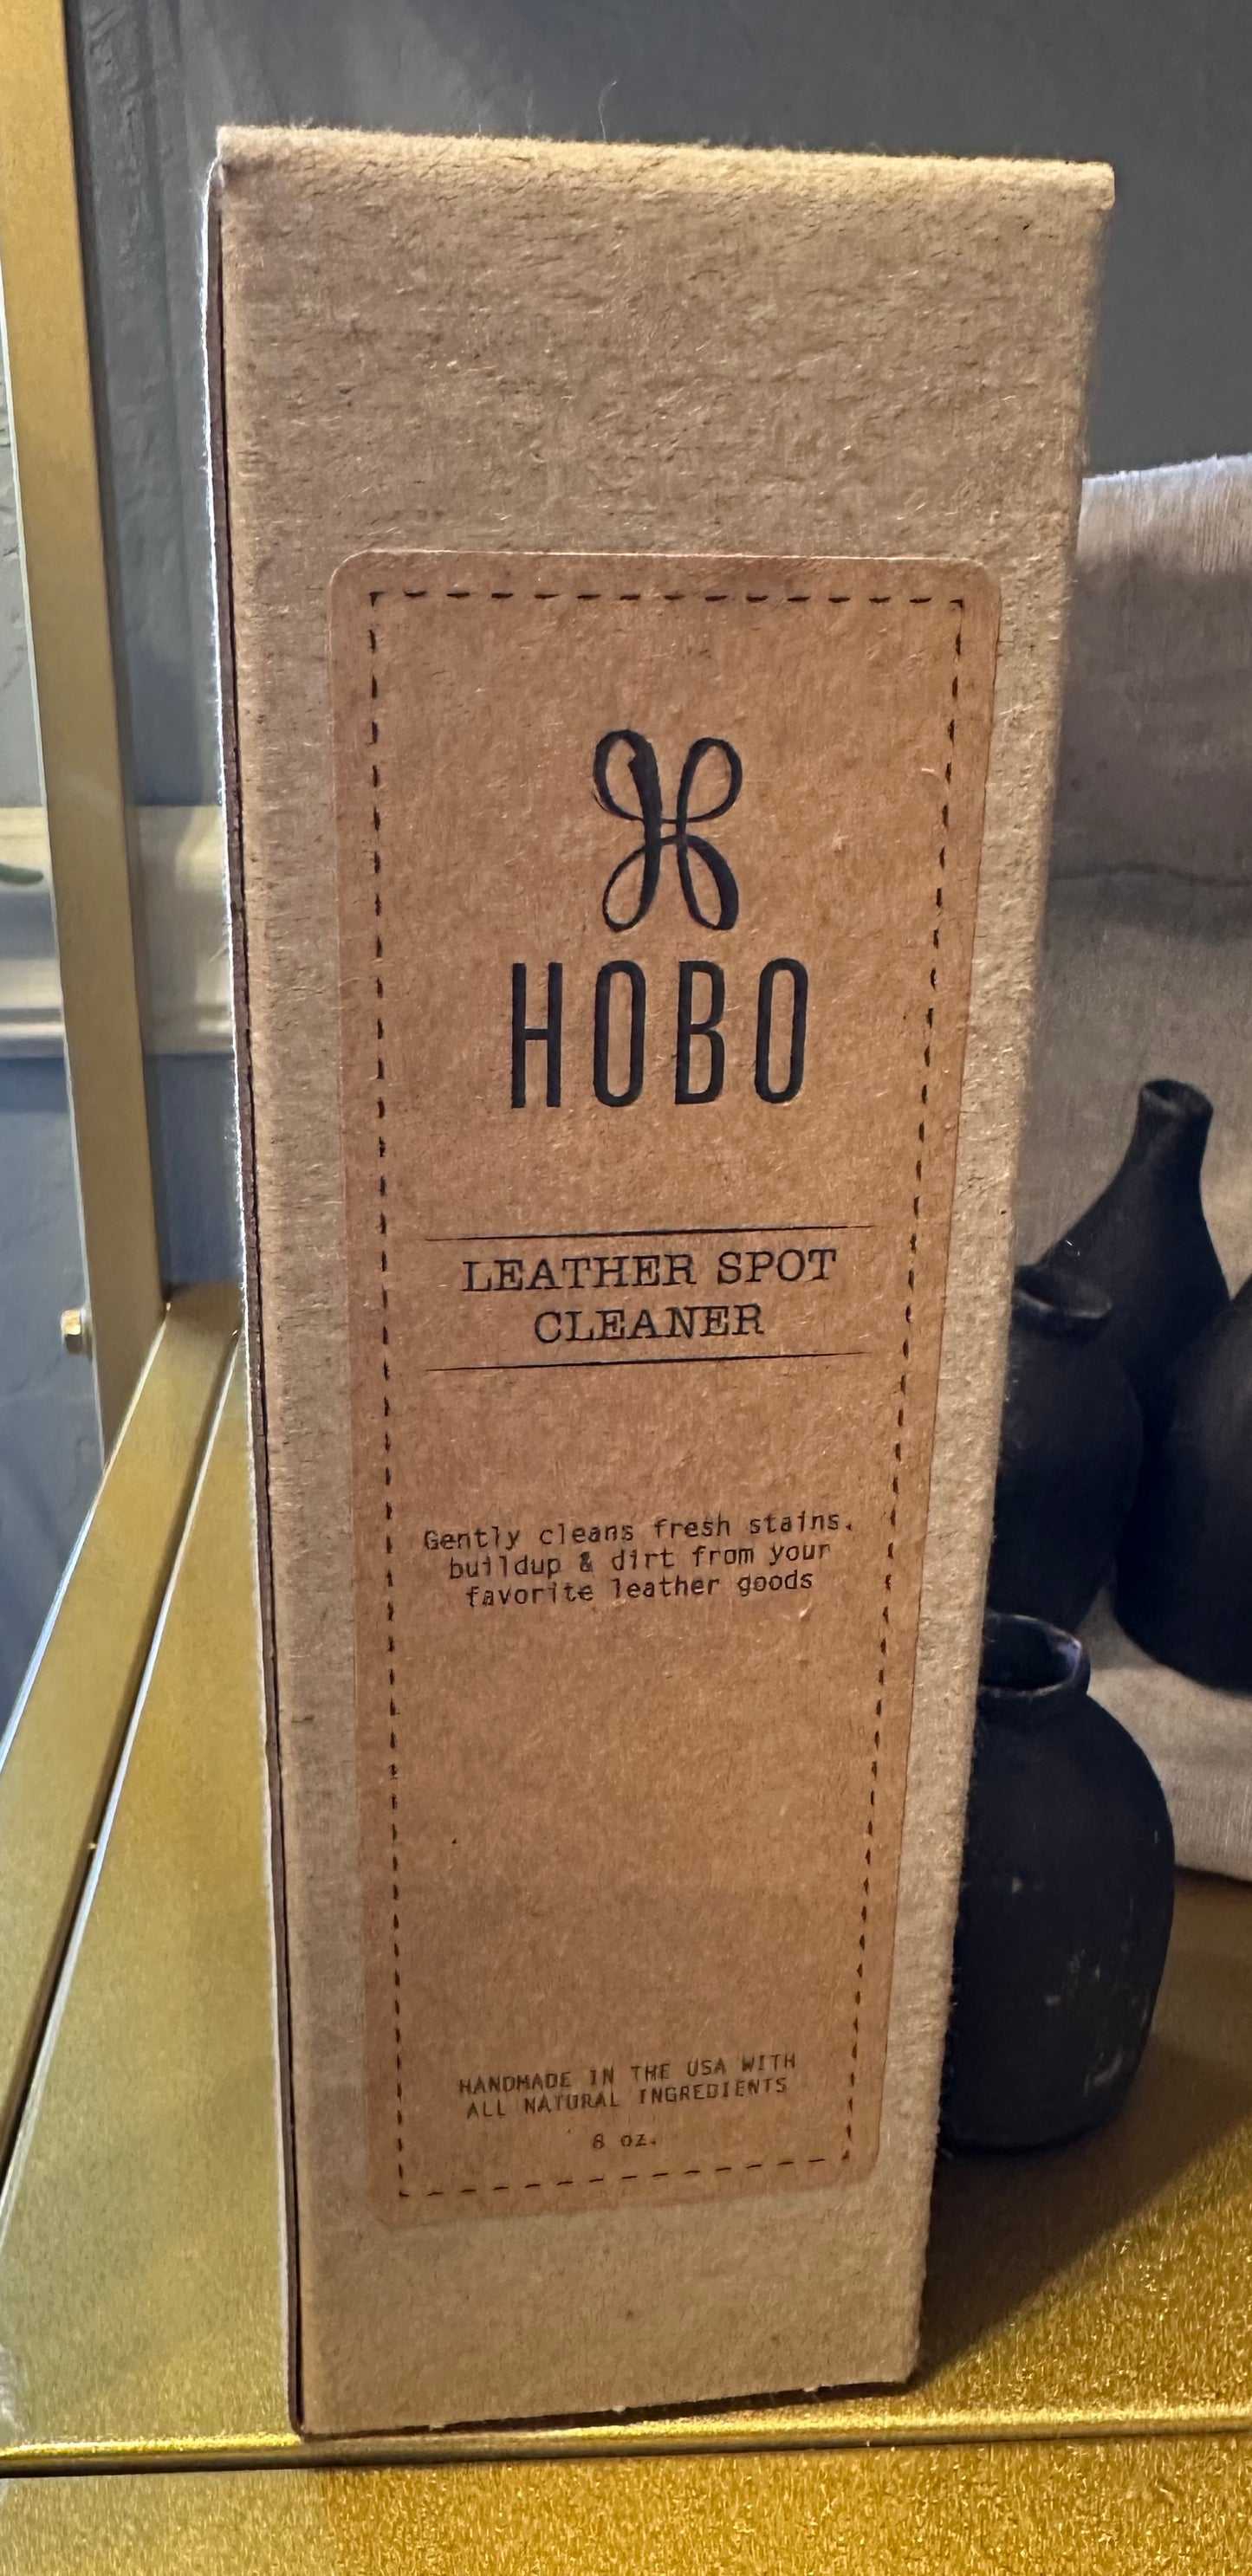 HOBO
LEATHER SPOT
CLEANER
Gently cleans fresh stains,
buildup & dirt from your
favorite leather goods
HANDMADE IN THE USA WITH
ALL NATURAL INGREDIENTS
8 oz.